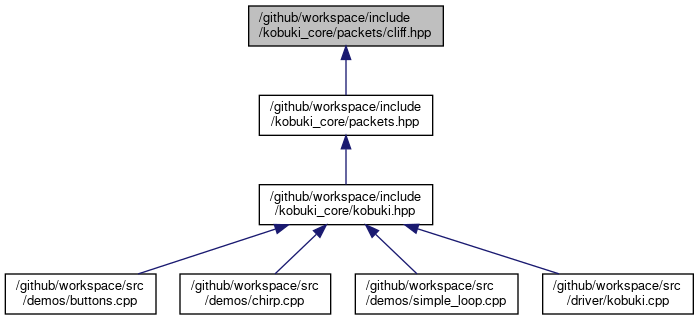 /github/workspace/include
/kobuki_core/packets/cliff.hpp
/github/workspace/include
/kobuki_core/packets.hpp
/github/workspace/include
/kobuki_core/kobuki.hpp
/github/workspace/src
/demos/buttons.cpp
/github/workspace/src
/demos/chirp.cpp
/github/workspace/src
/demos/simple_loop.cpp
/github/workspace/src
/driver/kobuki.cpp